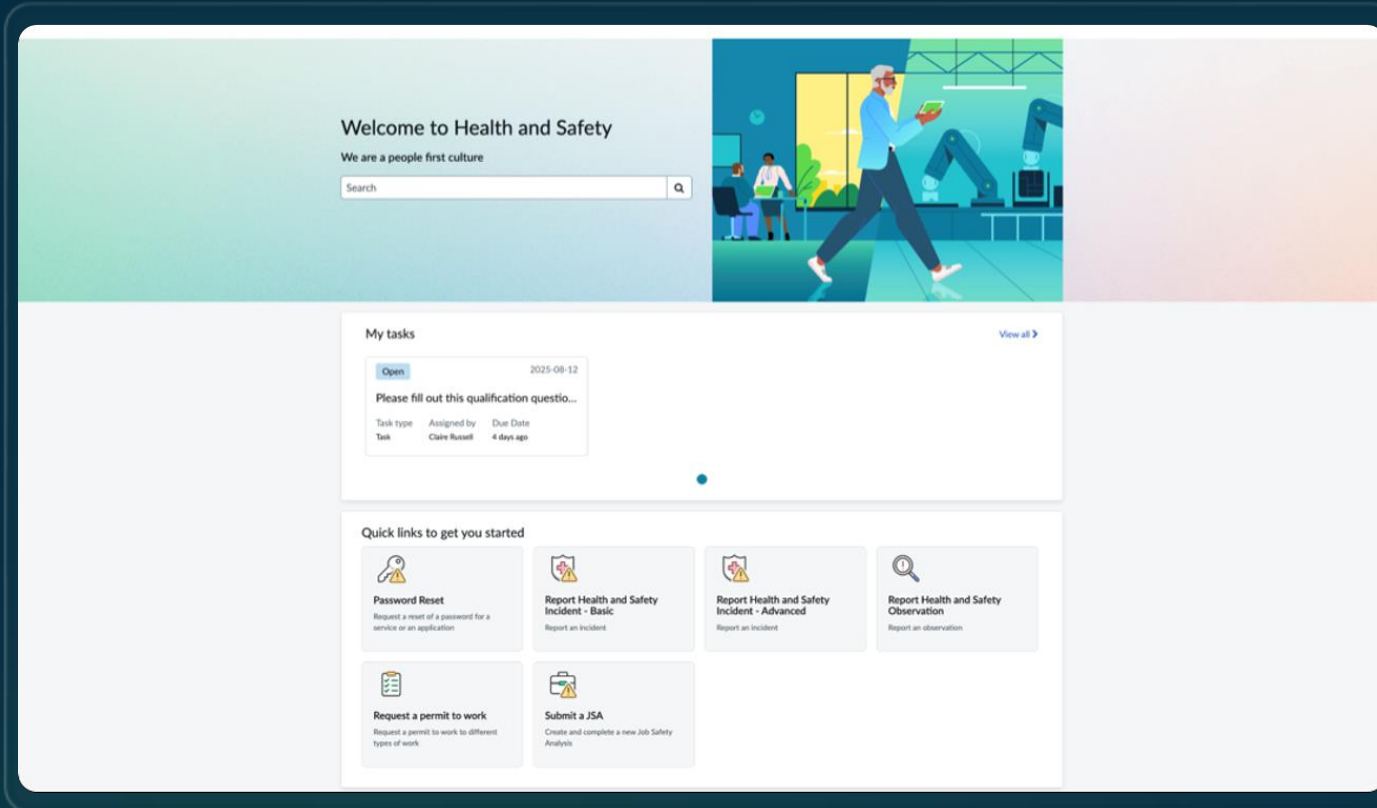 Welcome to Health and Safety
We are a people first culture
Search
My tasks
View all
Open
2025-08-12
Please fill out this qualification questio...
Task type
Assigned by
Due Date
Task
Claire Russell
4 days ago
Quick links to get you started
Password Reset
Request a reset of a password for a
service or an application
Report Health and Safety
Incident - Basic
Report an incident
Report Health and Safety
Incident - Advanced
Report an incident
Report Health and Safety
Observation
Report an observation
Request a permit to work
Request a permit to work to different
types of work
Submit a JSA
Create and complete a new Job Safety
Analysis